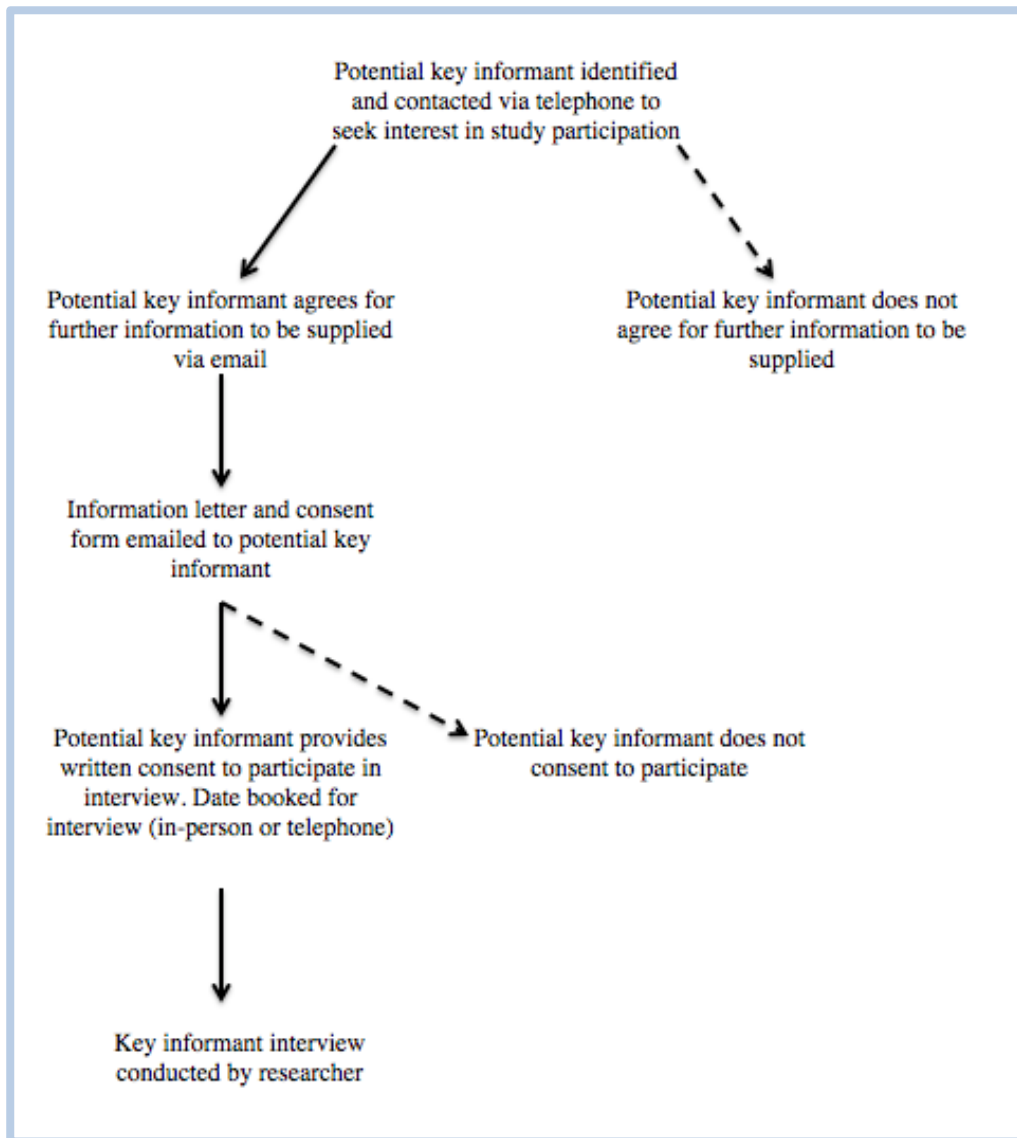 Potential key informant identified
and contacted via telephone to
seek interest in study participation
Potential key informant agrees for
further information to be supplied
via email
Potential key informant does not
agree for further information to be
supplied
Information letter and consent
form emailed to potential key
informant
Potential key informant provides
written consent to participate in
interview. Date booked for
interview (in-person or telephone)
Potential key informant does not
consent to participate
Key informant interview
conducted by researcher